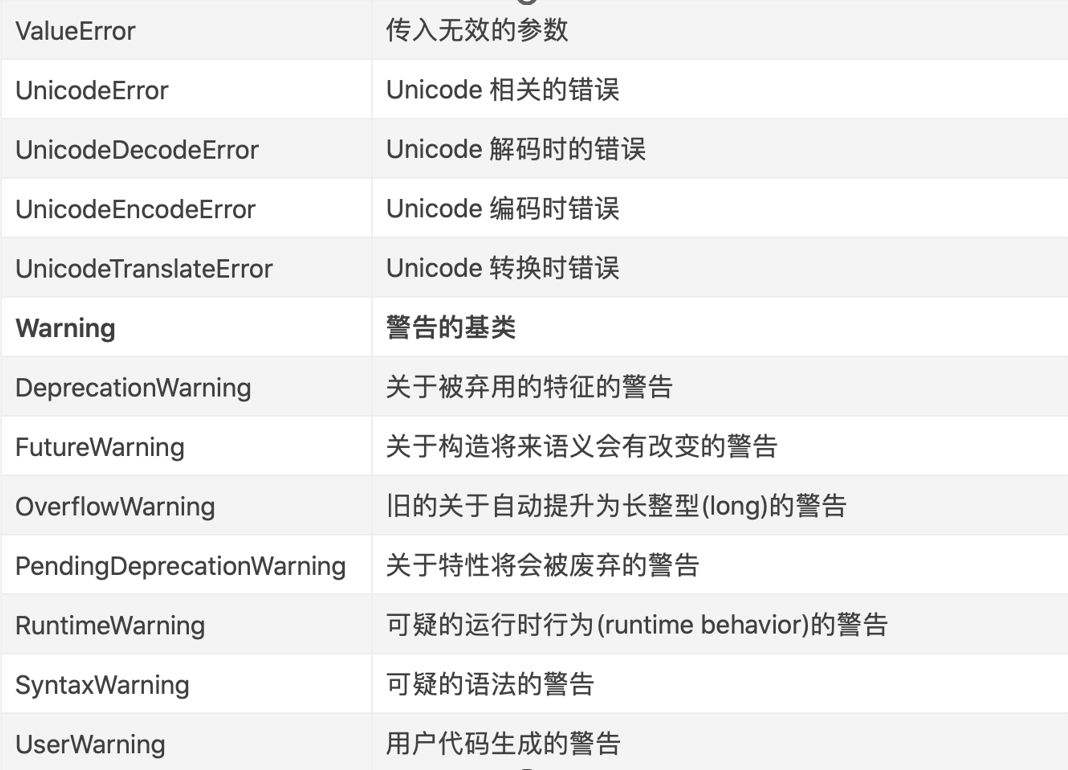 ValueError 传入无效的参数
UnicodeError Unicode 相关的错误
UnicodeDecodeError Unicode 解码时的错误
UnicodeEncodeError Unicode 编码时错误
UnicodeTranslateError Unicode 转换时错误
Warning 警告的基类
DeprecationWarning 关于被弃用的特征的警告
FutureWarning 关于构造将来语义会有改变的警告
OverflowWarning 旧的关于自动提升为长整型(long)的警告
PendingDeprecationWarning 关于特性将会被废弃的警告
RuntimeWarning 可疑的运行时行为(runtime behavior)的警告
SyntaxWarning 可疑的语法的警告
UserWarning 用户代码生成的警告